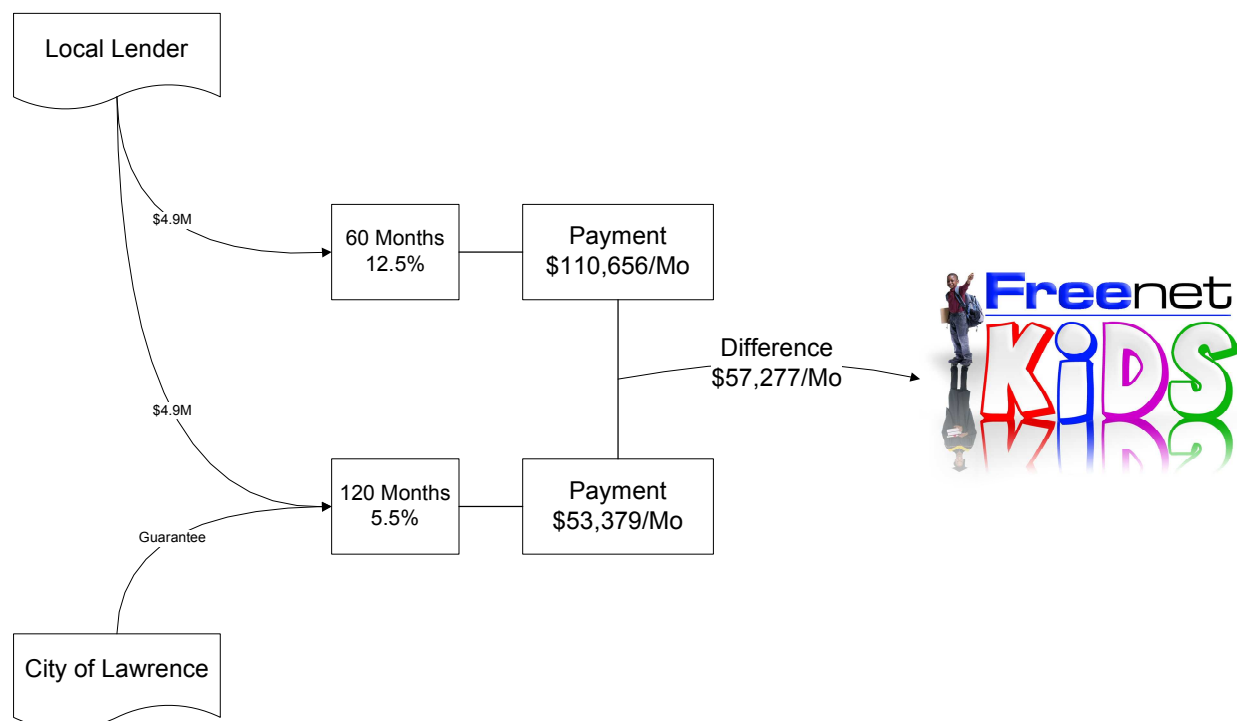 Local Lender
$4.9M
60 Months
12.5%
Payment
$110,656/Mo
Difference
$57,277/Mo
Freenet
KiDS
$4.9M
120 Months
5.5%
Payment
$53,379/Mo
Guarantee
City of Lawrence